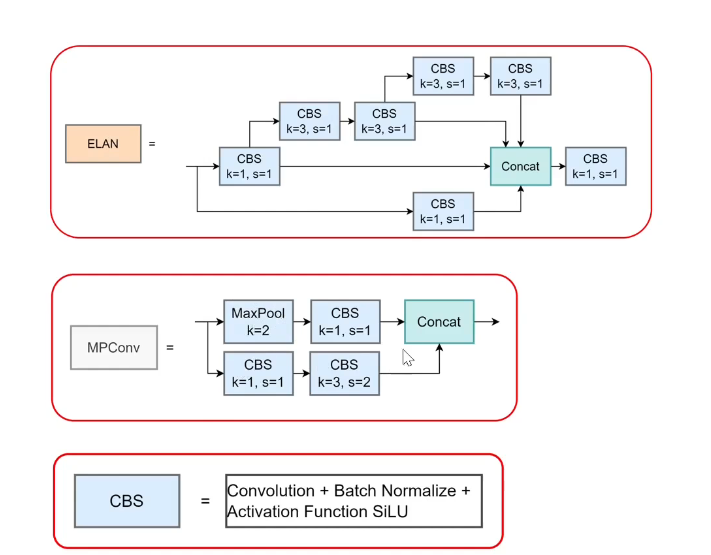 CBS
k=3, s=1
CBS
k=3, s=1
CBS
k=3, s=1
CBS
k=3, s=1
ELAN
=
CBS
k=1, s=1
Concat
CBS
k=1, s=1
CBS
k=1, s=1
MaxPool
k=2
CBS
k=1, s=1
Concat
MPConv
=
CBS
k=1, s=1
CBS
k=3, s=2
CBS
=
Convolution + Batch Normalize +
Activation Function SiLU